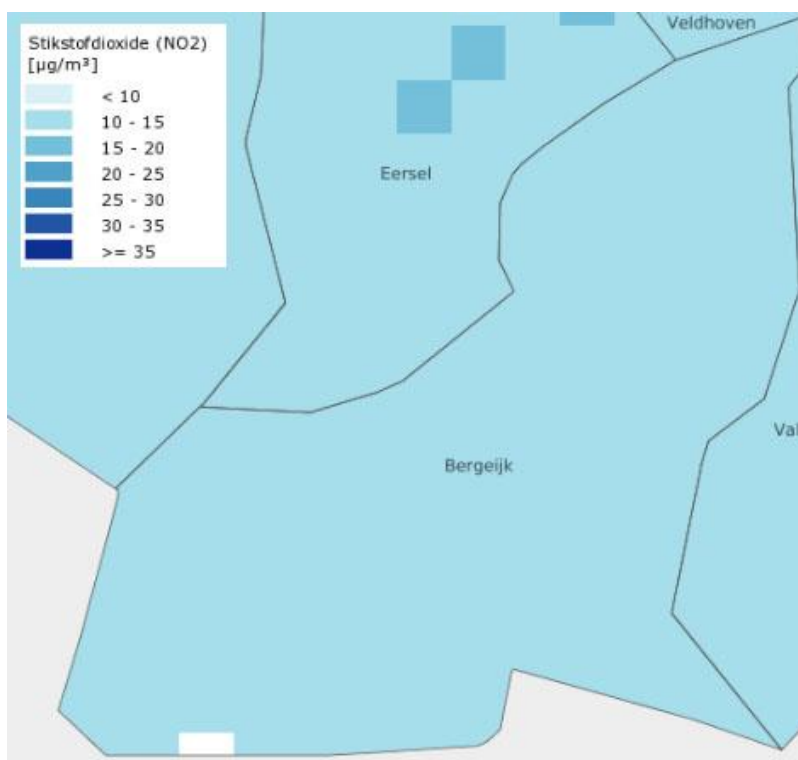 Stikstofdioxide (NO2)
[µg/m³]
< 10
10 - 15
15 - 20
20 - 25
25 - 30
30 - 35
>= 35
Veldhoven
Eersel
Val
Bergeijk